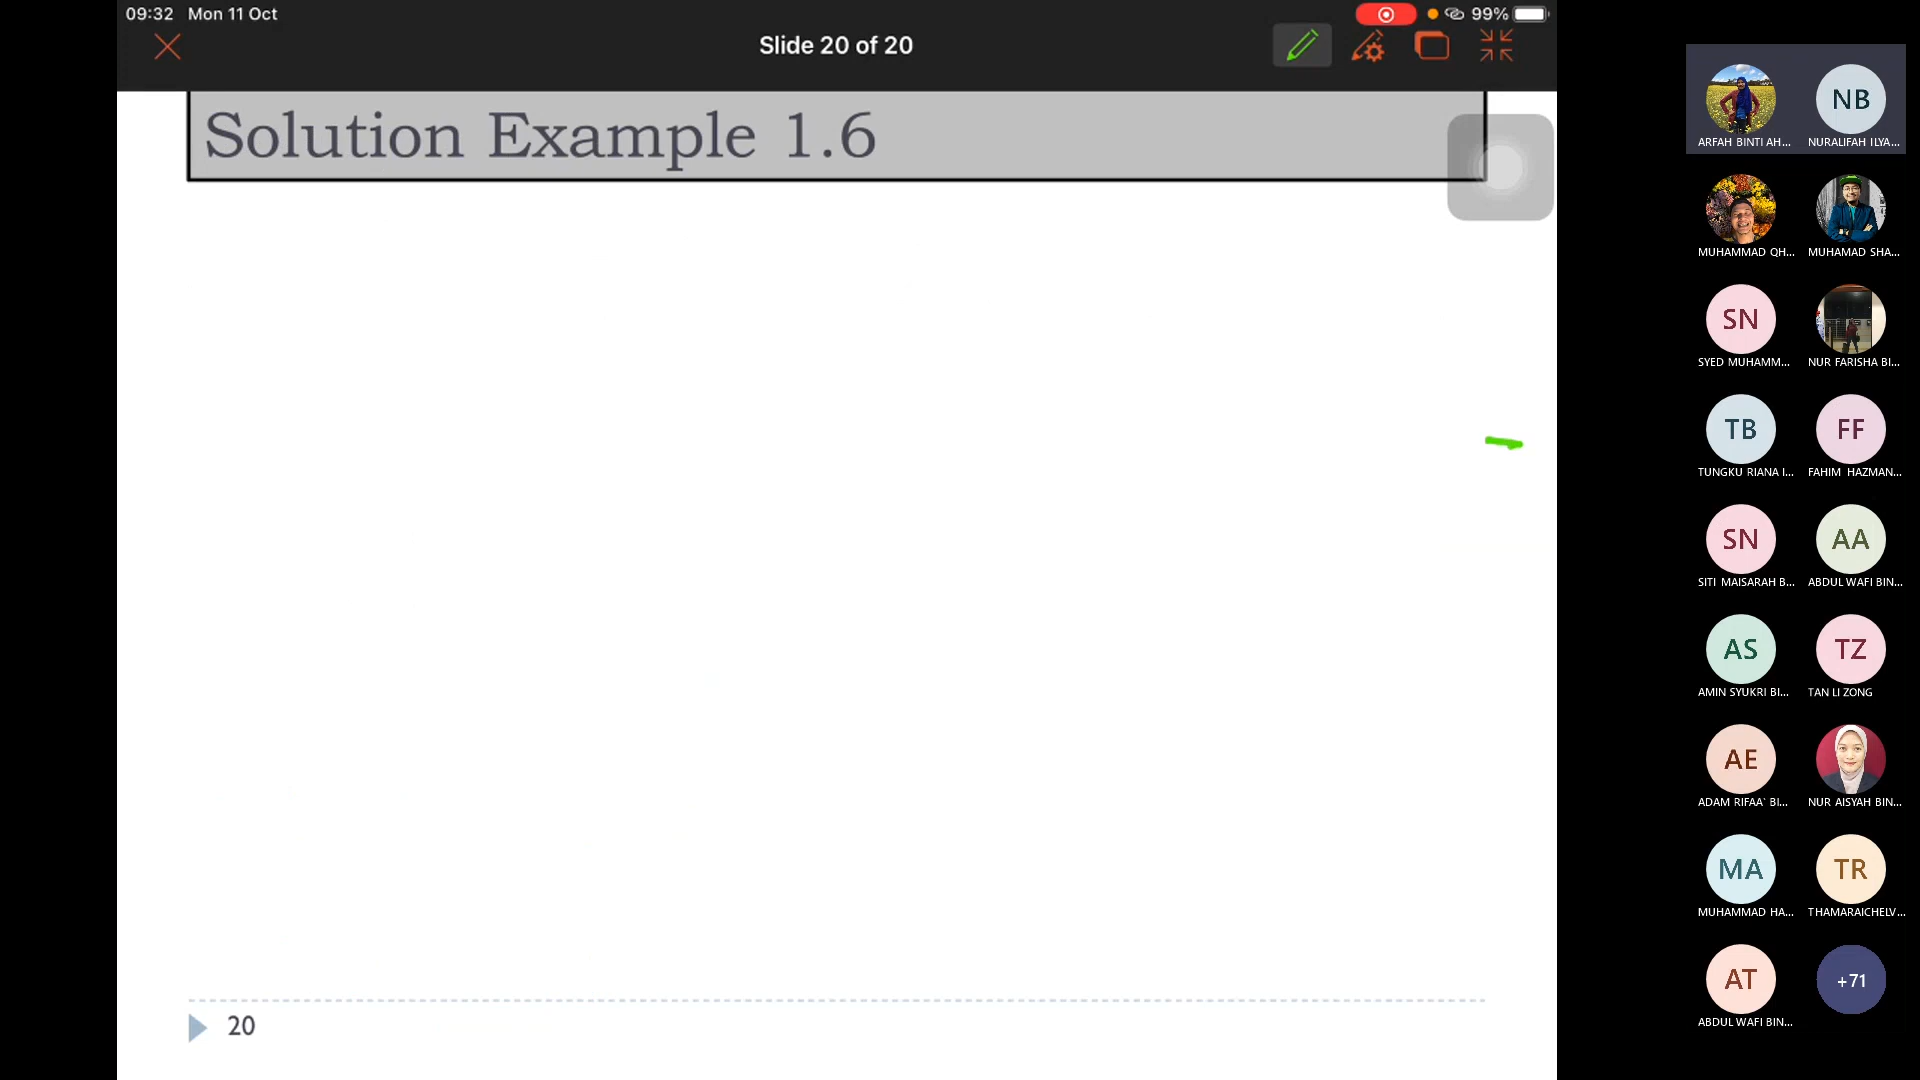 09:32 Mon 11 Oct
99%
Slide 20 of 20
Solution Example 1.6
20
ARFAH BINTI AH...
NB
NURALIFAH ILYA...
MUHAMMAD QH...
MUHAMAD SHA...
SN
SYED MUHAMM...
NUR FARISHA BI...
TB
TUNGKU RIANA I...
FF
FAHIM HAZMAN...
SN
SITI MAISARAH B...
AA
ABDUL WAFI BIN...
AS
AMIN SYUKRI BI...
TZ
TAN LI ZONG
AE
ADAM RIFAA` BI...
NUR AISYAH BIN...
MA
MUHAMMAD HA...
TR
THAMARAICHELV...
AT
ABDUL WAFI BIN...
+71